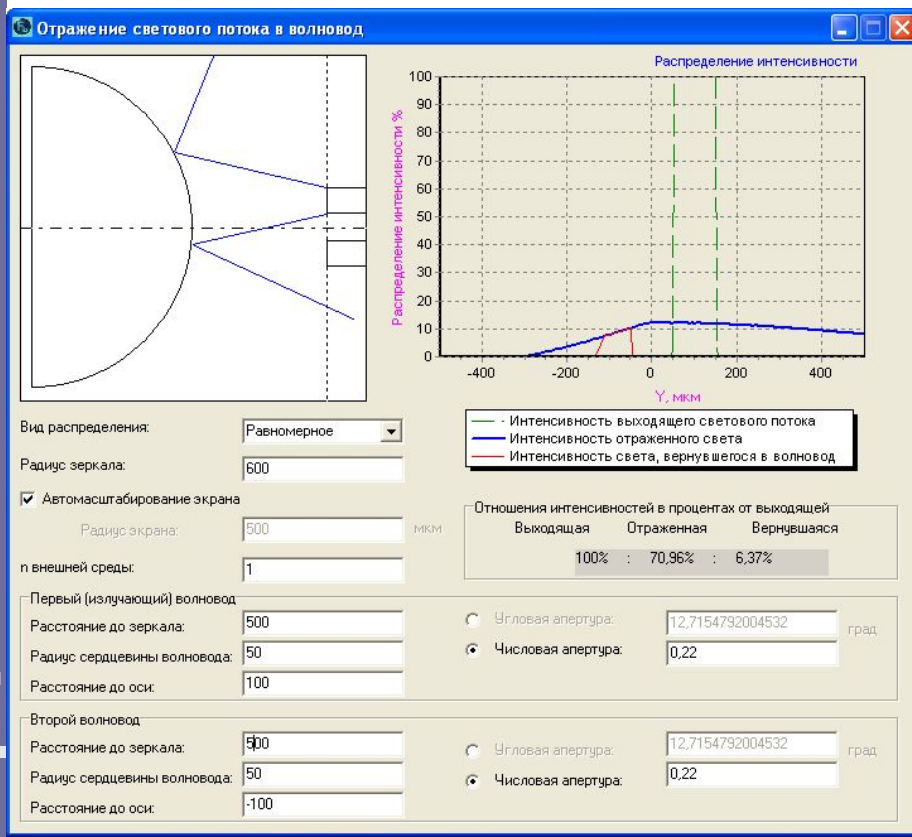 Отражение светового потока в волновод
Распределение интенсивности
Распределение интенсивности %
100
90
80
70
60
50
40
30
20
10
0
-400 -200 0 200 400
Y, мкм
- Интенсивность выходящего светового потока
- Интенсивность отраженного света
- Интенсивность света, вернувшегося в волновод
Вид распределения: Равномерное
Радиус зеркала: 600
Автомасштабирование экрана
Радиус экрана: 500 мкм
n внешней среды: 1
Отношения интенсивностей в процентах от выходящей
Выходящая Отраженная Вернувшаяся
100% : 70,96% : 6,37%
Первый (излучающий) волновод
Расстояние до зеркала: 500
Радиус сердцевины волновода: 50
Расстояние до оси: 100
Угловая апертура: 12,7154792004532 град
Числовая апертура: 0,22
Второй волновод
Расстояние до зеркала: 500
Радиус сердцевины волновода: 50
Расстояние до оси: -100
Угловая апертура: 12,7154792004532 град
Числовая апертура: 0,22